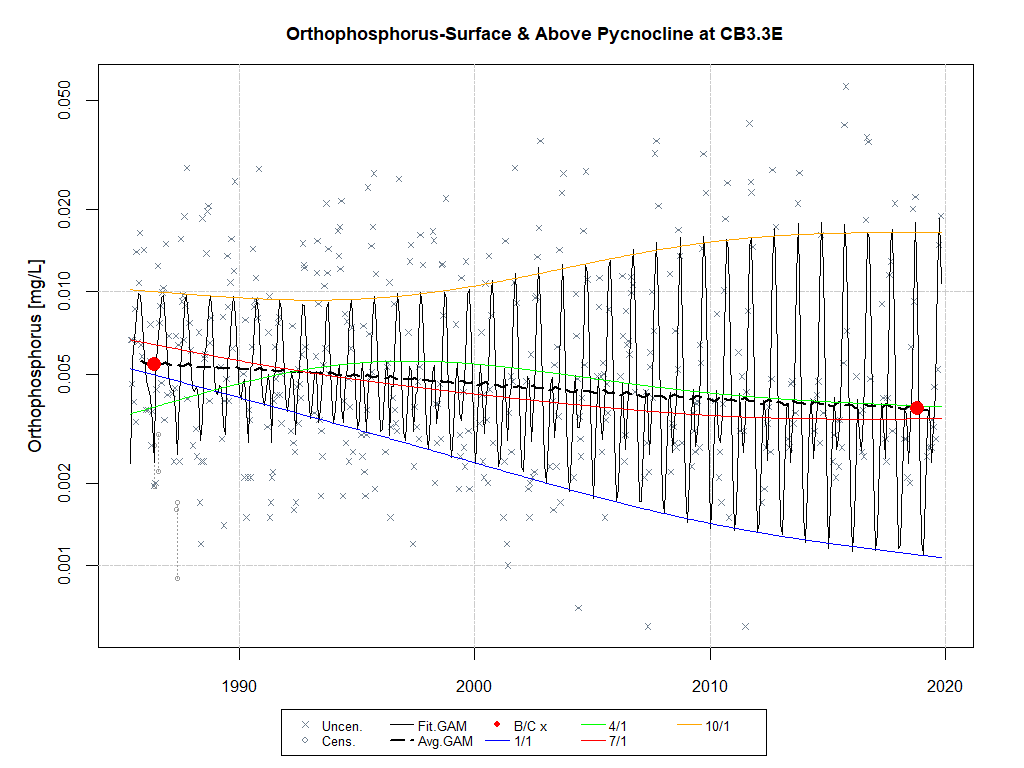 Orthophosphorus-Surface & Above Pycnocline at CB3.3E
Orthophosphorus [mg/L]
0.050
0.020
0.010
0.005
0.002
0.001
1990 2000 2010 2020
Uncen. Fit.GAM B/C x 4/1 10/1
Cens. Avg.GAM 1/1 7/1